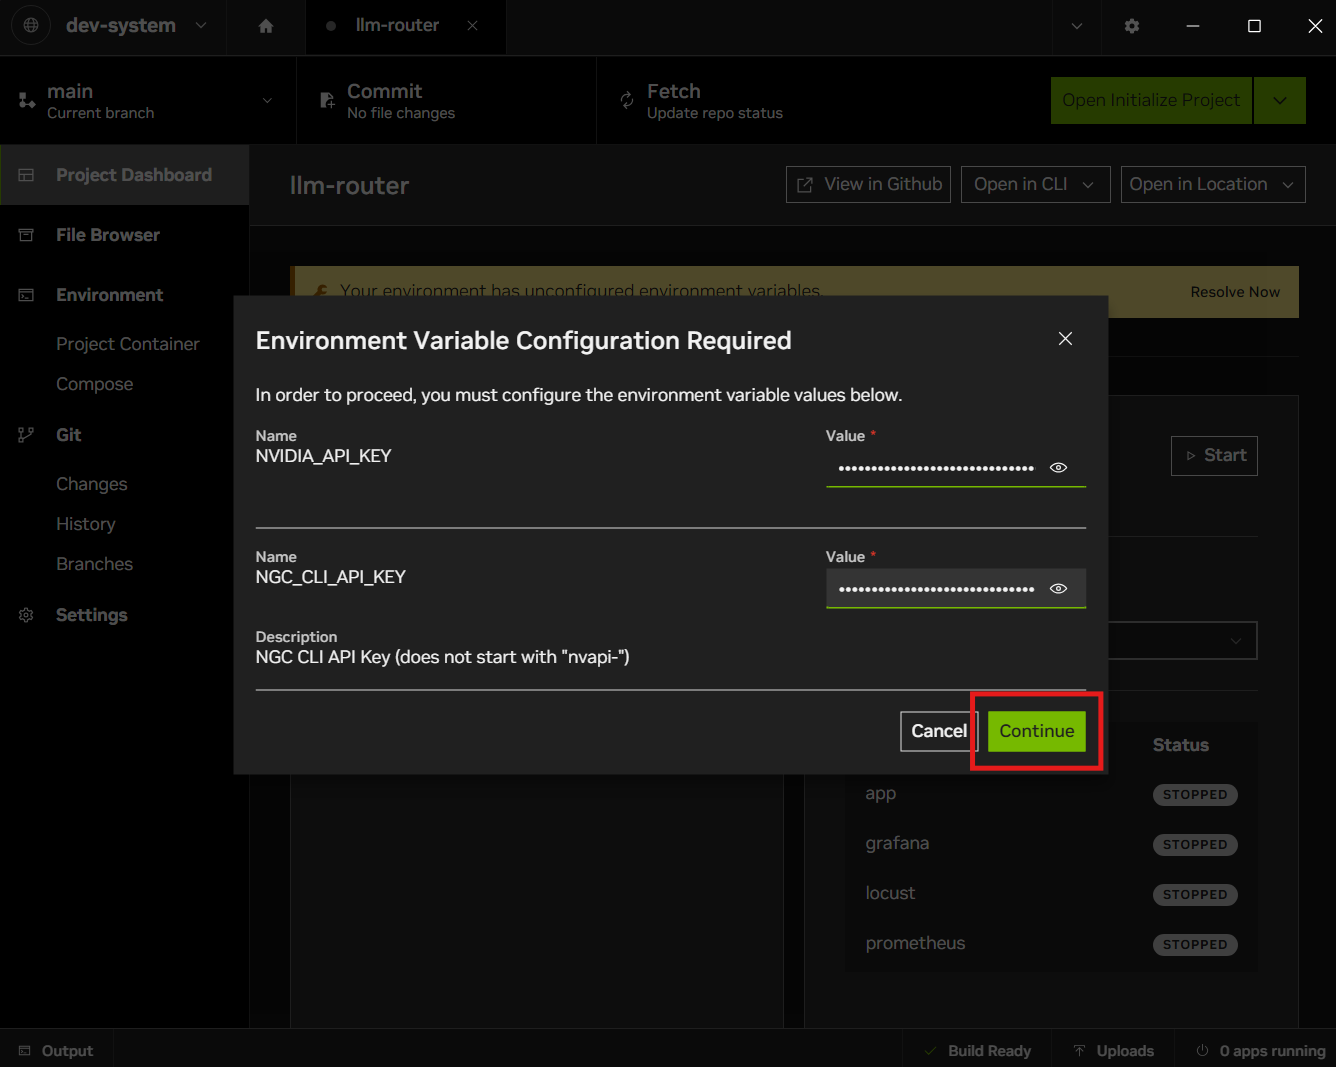 dev-system
llm-router
main
Current branch
Commit
No file changes
Fetch
Update repo status
Open Initialize Project
Project Dashboard
File Browser
Environment
Project Container
Compose
Git
Changes
History
Branches
Settings
llm-router
View in Github
Open in CLI
Open in Location
Your environment has unconfigured environment variables.
Resolve Now
Environment Variable Configuration Required
In order to proceed, you must configure the environment variable values below.
Name
Value *
NVIDIA_API_KEY
••••••••••••••••••••••••••••••
Name
Value *
NGC_CLI_API_KEY
••••••••••••••••••••••••••••••
Description
NGC CLI API Key (does not start with "nvapi-")
Cancel
Continue
Start
Status
app
STOPPED
grafana
STOPPED
locust
STOPPED
prometheus
STOPPED
Output
Build Ready
Uploads
0 apps running